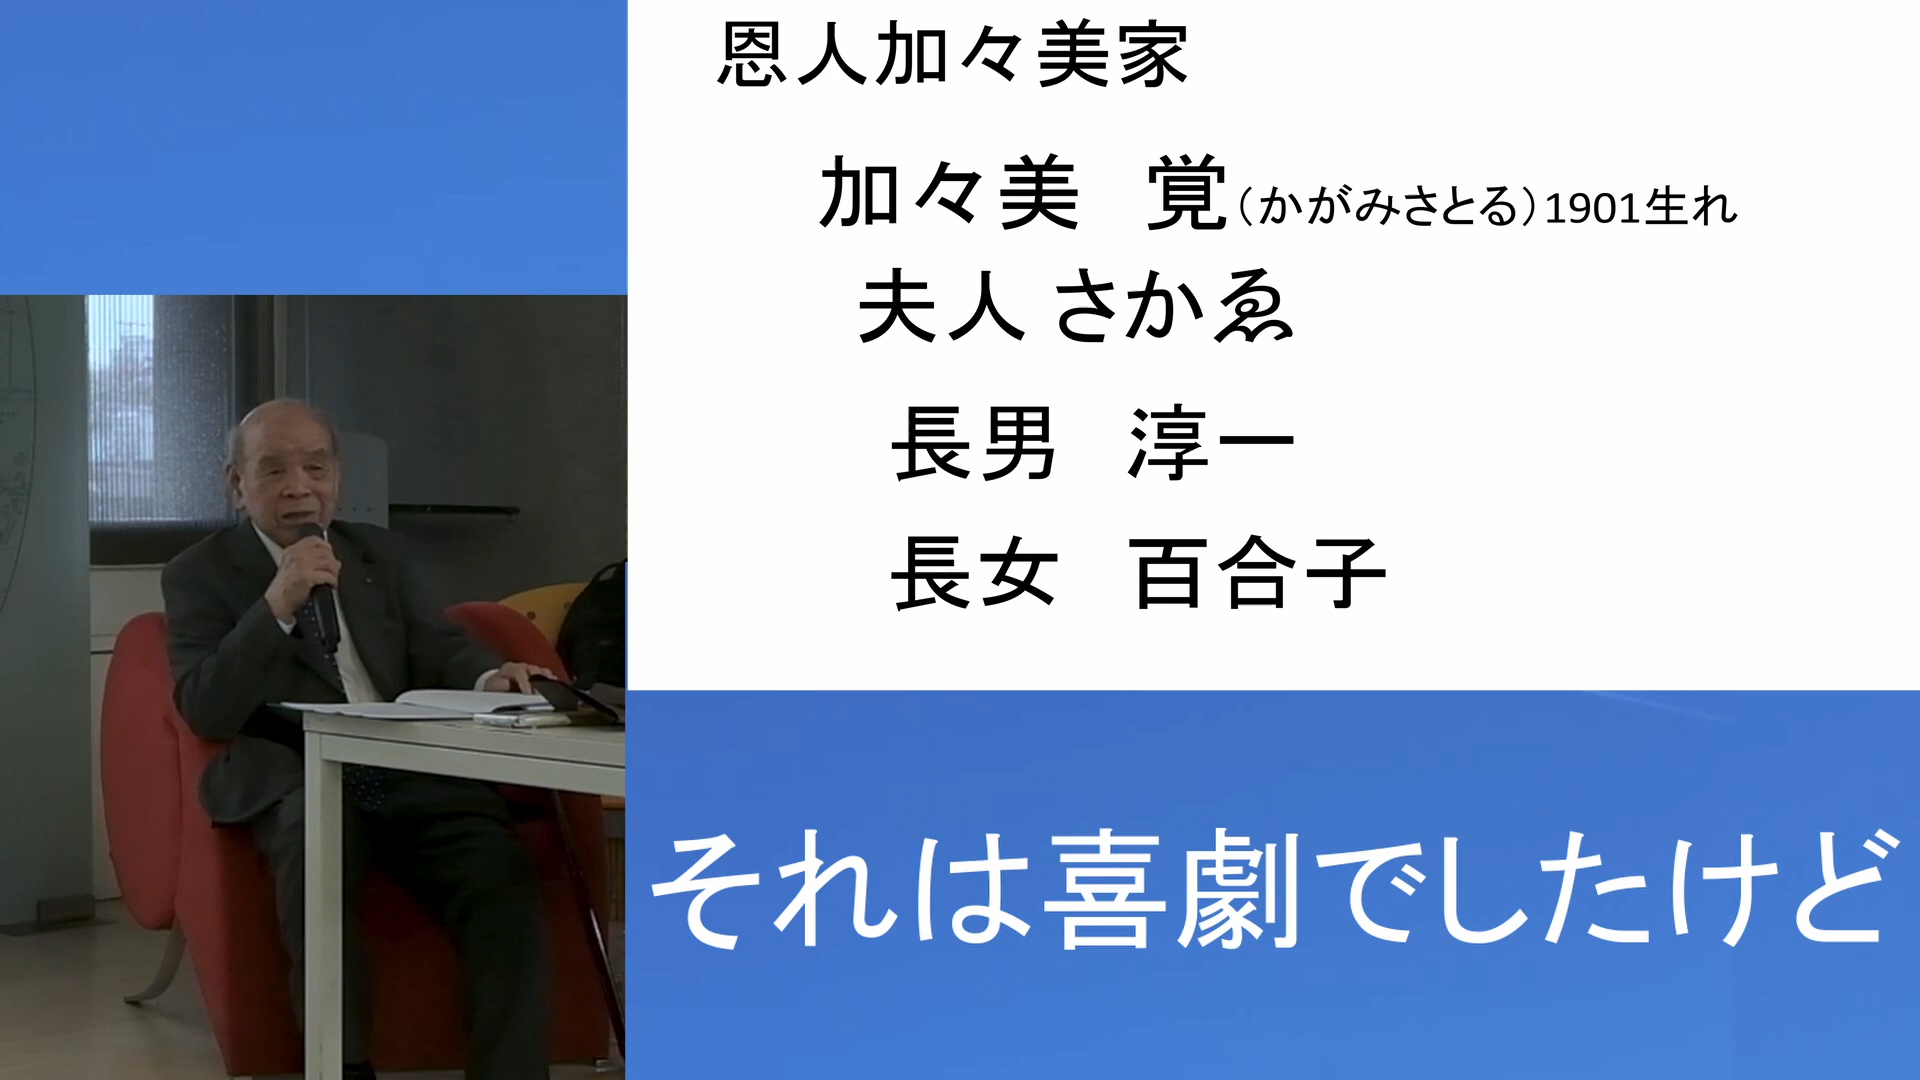 恩人加々美家
加々美　覚（かがみさとる）1901生れ
夫人 さかゑ
長男　淳一
長女　百合子
それは喜劇でしたけど